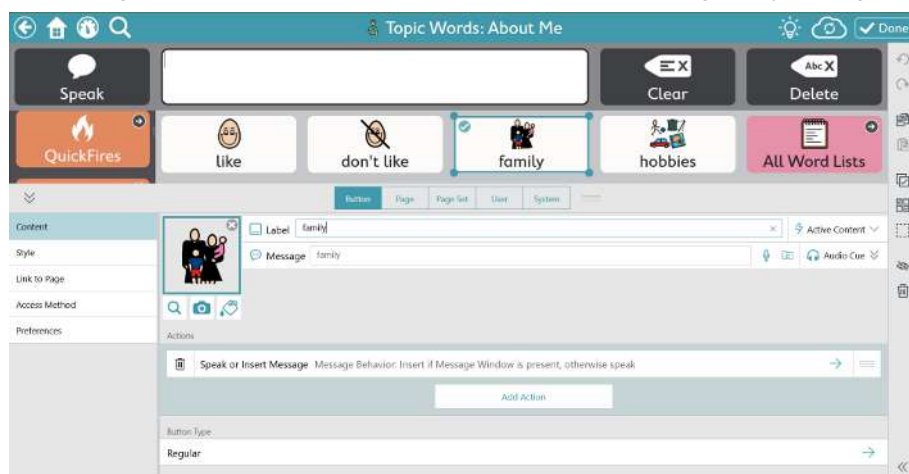 Topic Words: About Me
Done
Speak
Clear
Abc X
Delete
QuickFires
like
don't like
family
hobbies
All Word Lists
Button
Page
Page Set
User
System
Content
Label
family
Active Content
Style
Message
family
Audio Cue
Link to Page
Access Method
Preferences
Actions
Speak or Insert Message Message Behavior: Insert if Message Window is present, otherwise speak
Add Action
Button Type
Regular